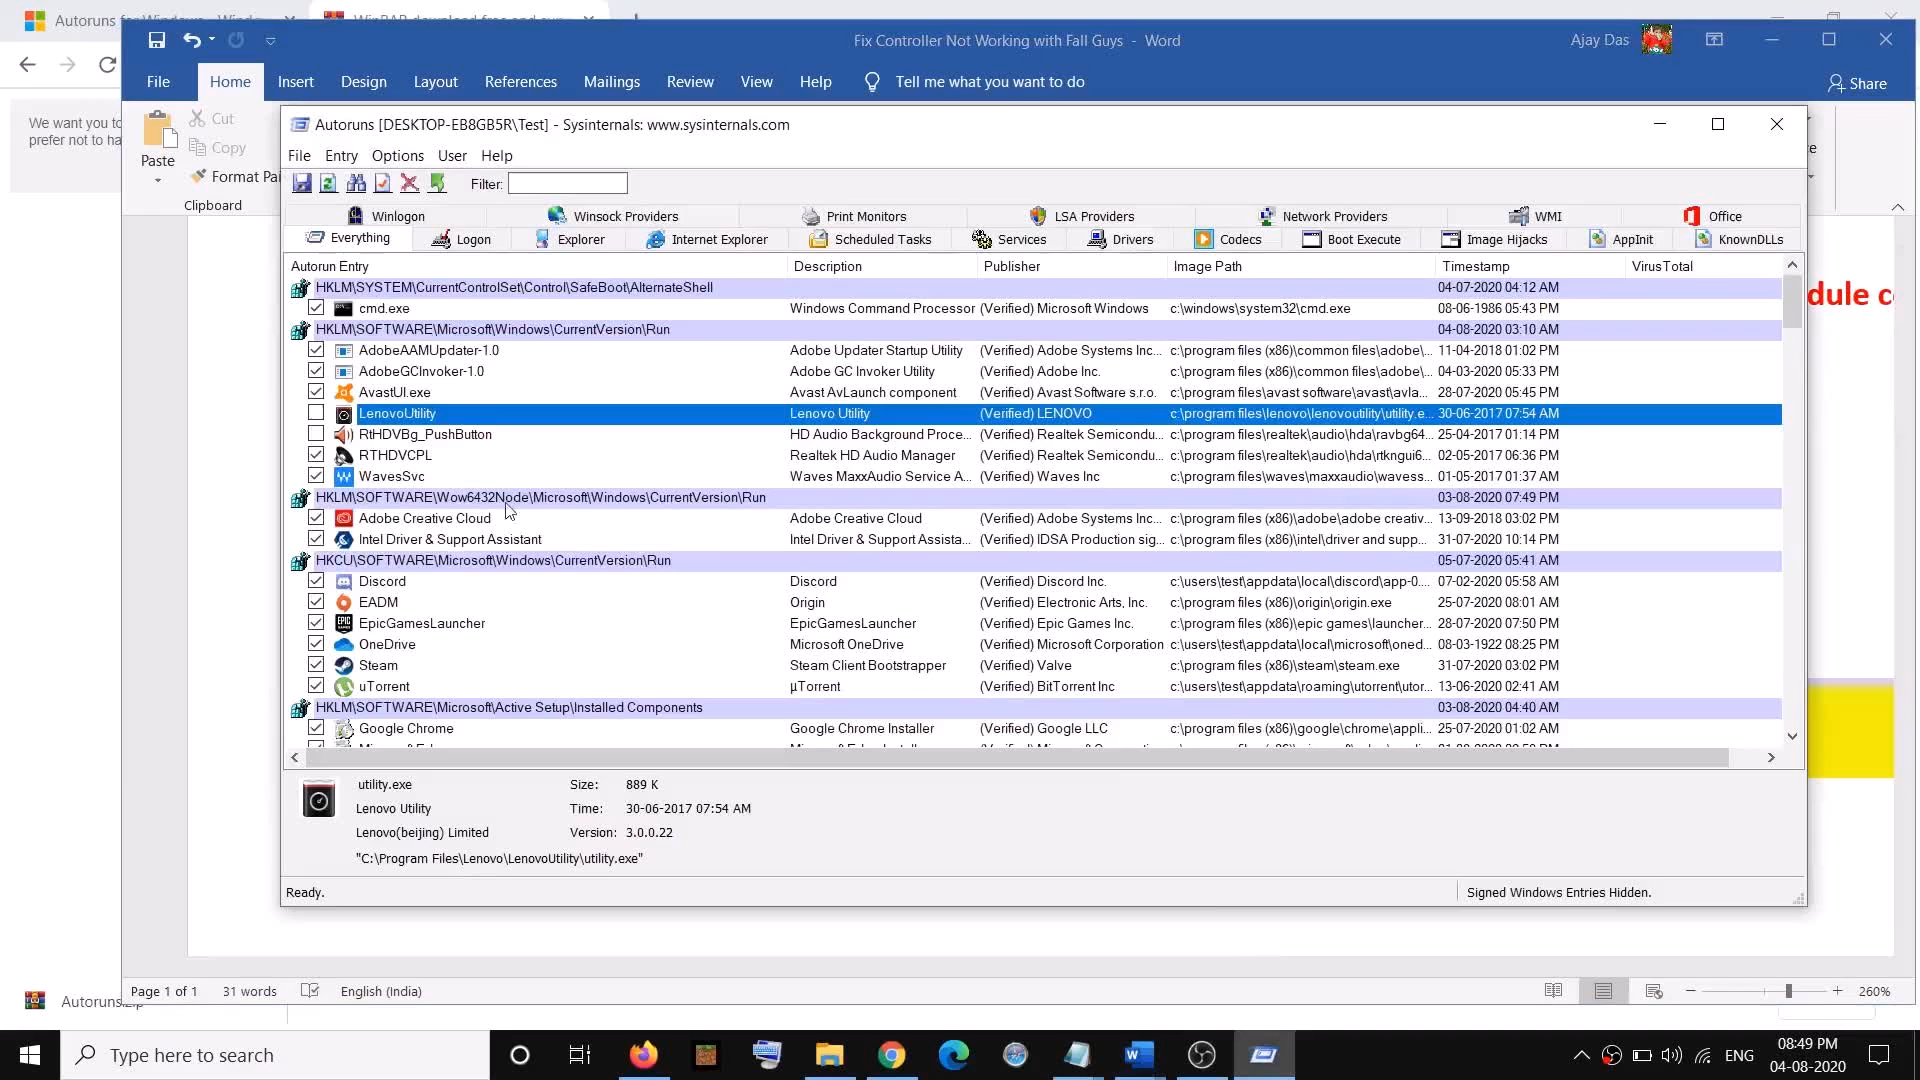 Autoruns for Windows - Windo
Fix Controller Not Working with Fall Guys - Word
Ajay Das
File Home Insert Design Layout References Mailings Review View Help Tell me what you want to do
Share
We want you to
prefer not to ha
Paste
Cut
Copy
Format Pai
Clipboard
Autoruns [DESKTOP-EB8GB5R\Test] - Sysinternals: www.sysinternals.com
File Entry Options User Help
Filter:
Winlogon Winsock Providers Print Monitors LSA Providers Network Providers WMI Office
Everything Logon Explorer Internet Explorer Scheduled Tasks Services Drivers Codecs Boot Execute Image Hijacks AppInit KnownDLLs
Autorun Entry Description Publisher Image Path Timestamp VirusTotal
HKLM\SYSTEM\CurrentControlSet\Control\SafeBoot\AlternateShell 04-07-2020 04:12 AM
cmd.exe Windows Command Processor (Verified) Microsoft Windows c:\windows\system32\cmd.exe 08-06-1986 05:43 PM
HKLM\SOFTWARE\Microsoft\Windows\CurrentVersion\Run 04-08-2020 03:10 AM
AdobeAAMUpdater-1.0 Adobe Updater Startup Utility (Verified) Adobe Systems Inc... c:\program files (x86)\common files\adobe\... 11-04-2018 01:02 PM
AdobeGCInvoker-1.0 Adobe GC Invoker Utility (Verified) Adobe Inc. c:\program files (x86)\common files\adobe\... 04-03-2020 05:33 PM
AvastUI.exe Avast AvLaunch component (Verified) Avast Software s.r.o. c:\program files\avast software\avast\avla... 28-07-2020 05:45 PM
LenovoUtility Lenovo Utility (Verified) LENOVO c:\program files\lenovo\lenovoutility\utility.e... 30-06-2017 07:54 AM
RtHDVBg_PushButton HD Audio Background Proce... (Verified) Realtek Semicondu... c:\program files\realtek\audio\hda\ravbg64... 25-04-2017 01:14 PM
RTHDVCPL Realtek HD Audio Manager (Verified) Realtek Semicondu... c:\program files\realtek\audio\hda\rtkngui6... 02-05-2017 06:36 PM
WavesSvc Waves MaxxAudio Service A... (Verified) Waves Inc c:\program files\waves\maxxaudio\wavess... 01-05-2017 01:37 AM
HKLM\SOFTWARE\Wow6432Node\Microsoft\Windows\CurrentVersion\Run 03-08-2020 07:49 PM
Adobe Creative Cloud Adobe Creative Cloud (Verified) Adobe Systems Inc... c:\program files (x86)\adobe\adobe creativ... 13-09-2018 03:02 PM
Intel Driver & Support Assistant Intel Driver & Support Assista... (Verified) IDSA Production sig... c:\program files (x86)\intel\driver and supp... 31-07-2020 10:14 PM
HKCU\SOFTWARE\Microsoft\Windows\CurrentVersion\Run 05-07-2020 05:41 AM
Discord Discord (Verified) Discord Inc. c:\users\test\appdata\local\discord\app-0.... 07-02-2020 05:58 AM
EADM Origin (Verified) Electronic Arts, Inc. c:\program files (x86)\origin\origin.exe 25-07-2020 08:01 AM
EpicGamesLauncher EpicGamesLauncher (Verified) Epic Games Inc. c:\program files (x86)\epic games\launcher... 28-07-2020 07:50 PM
OneDrive Microsoft OneDrive (Verified) Microsoft Corporation c:\users\test\appdata\local\microsoft\oned... 08-03-1922 08:25 PM
Steam Steam Client Bootstrapper (Verified) Valve c:\program files (x86)\steam\steam.exe 31-07-2020 03:02 PM
uTorrent µTorrent (Verified) BitTorrent Inc c:\users\test\appdata\roaming\utorrent\utor... 13-06-2020 02:41 AM
HKLM\SOFTWARE\Microsoft\Active Setup\Installed Components 03-08-2020 04:40 AM
Google Chrome Google Chrome Installer (Verified) Google LLC c:\program files (x86)\google\chrome\appli... 25-07-2020 01:02 AM
dule c
utility.exe Size: 889 K
Lenovo Utility Time: 30-06-2017 07:54 AM
Lenovo(beijing) Limited Version: 3.0.0.22
"C:\Program Files\Lenovo\LenovoUtility\utility.exe"
Ready. Signed Windows Entries Hidden.
Page 1 of 1 31 words English (India) 260%
Autoruns.zip
Type here to search
ENG
08:49 PM
04-08-2020